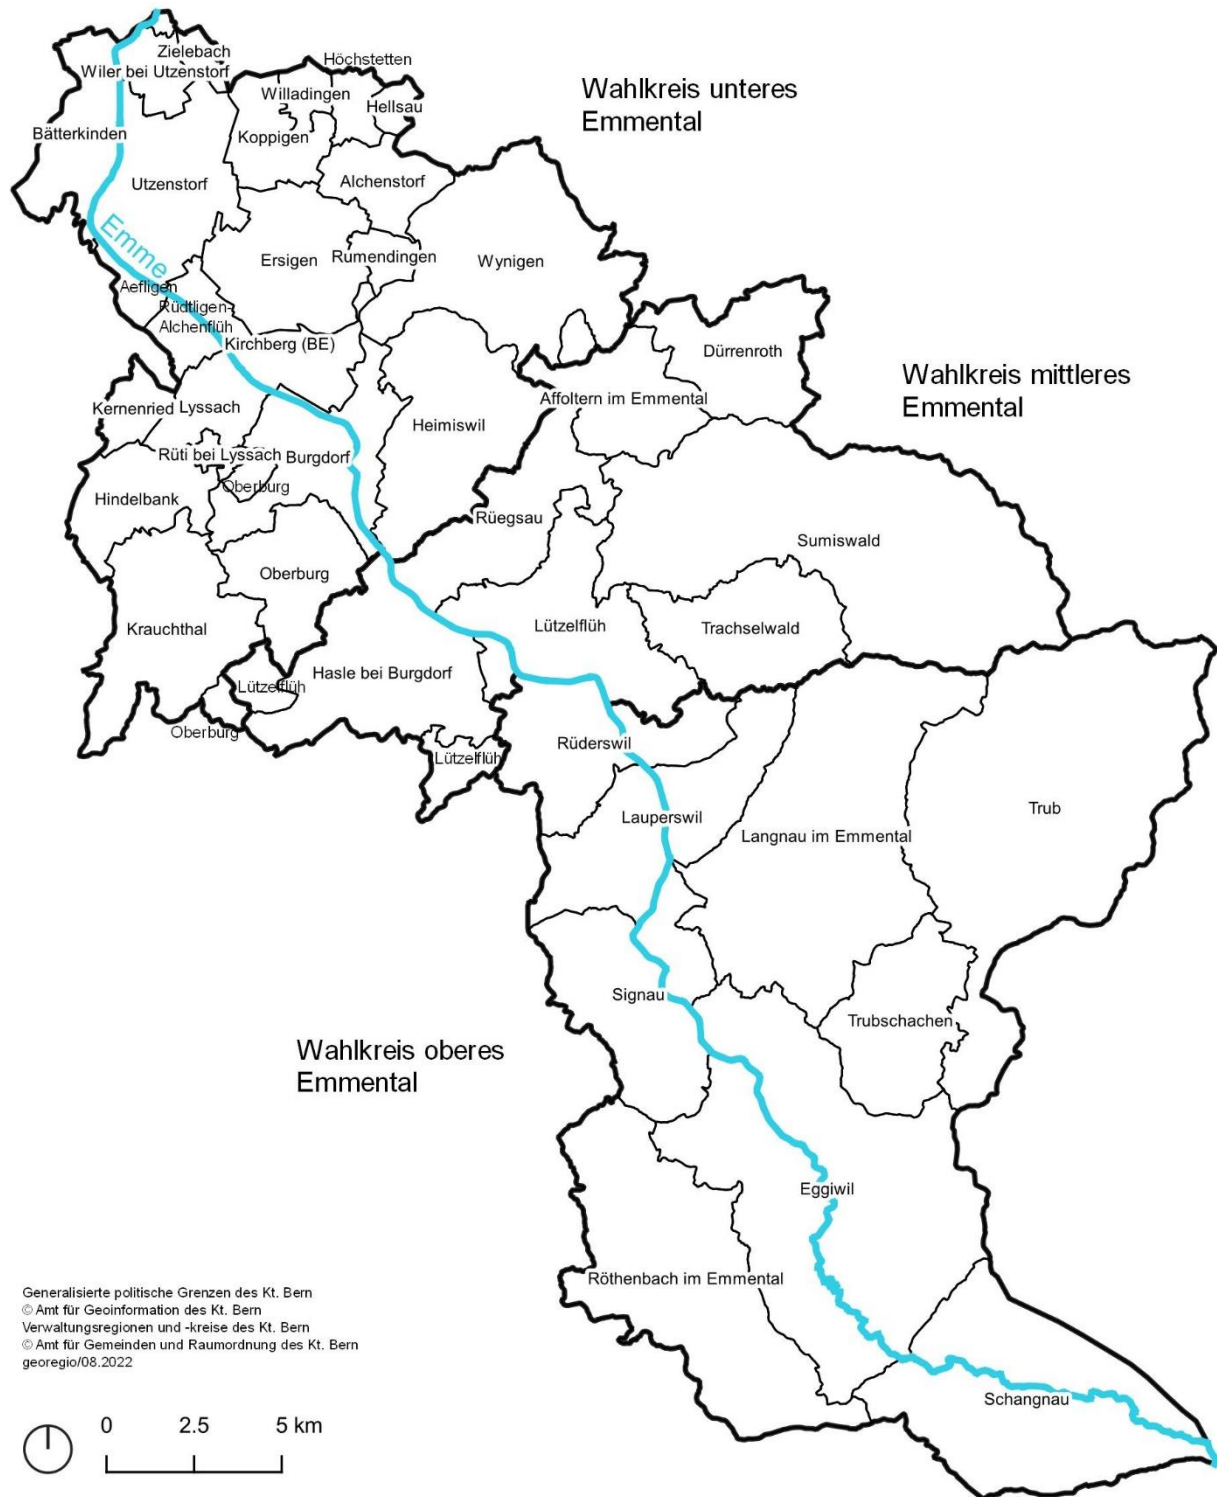 Zielebach
Höchstetten
Wiler bei Utzenstorf
Willadingen
Hellsau
Wahlkreis unteres
Emmental
Bätterkinden
Koppigen
Utzenstorf
Alchenstorf
Emme
Ersigen
Rumendingen
Wynigen
Aefligen
Rüdtligen-
Alchenflüh
Kirchberg (BE)
Dürrenroth
Wahlkreis mittleres
Emmental
Affoltern im Emmental
Kernenried
Lyssach
Heimiswil
Rüti bei Lyssach
Burgdorf
Oberburg
Hindelbank
Rüegsau
Sumiswald
Oberburg
Krauchthal
Lützelflüh
Trachselwald
Hasle bei Burgdorf
Lützelflüh
Oberburg
Rüderswil
Lützelflüh
Lauperswil
Langnau im Emmental
Trub
Signau
Trubschachen
Wahlkreis oberes
Emmental
Eggiwil
Röthenbach im Emmental
Schangnau
Generalisierte politische Grenzen des Kt. Bern
© Amt für Geoinformation des Kt. Bern
Verwaltungsregionen und -kreise des Kt. Bern
© Amt für Gemeinden und Raumordnung des Kt. Bern
georegio/08.2022
0 2.5 5 km